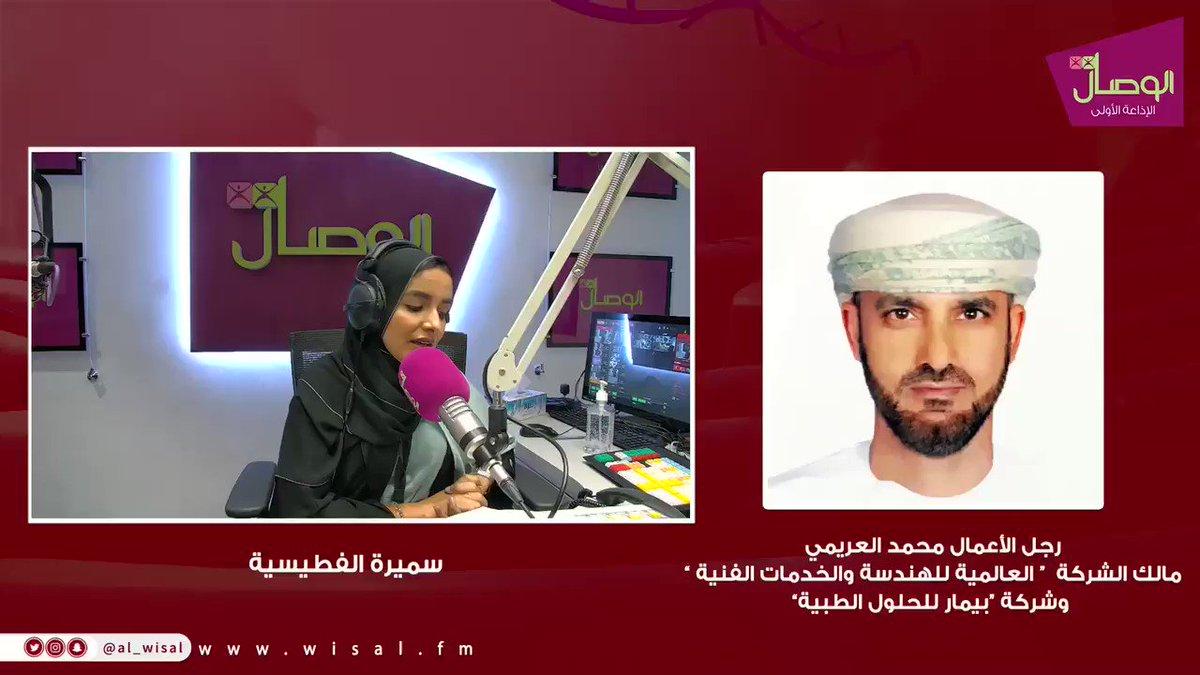 الوصال
الإذاعة الأولى
الوصال
الوصال
سميرة الفطيسية
رجل الأعمال محمد العريمي
مالك الشركة " العالمية للهندسة والخدمات الفنية "
وشركة "بيمار للحلول الطبية"
@al_wisal
www.wisal.fm